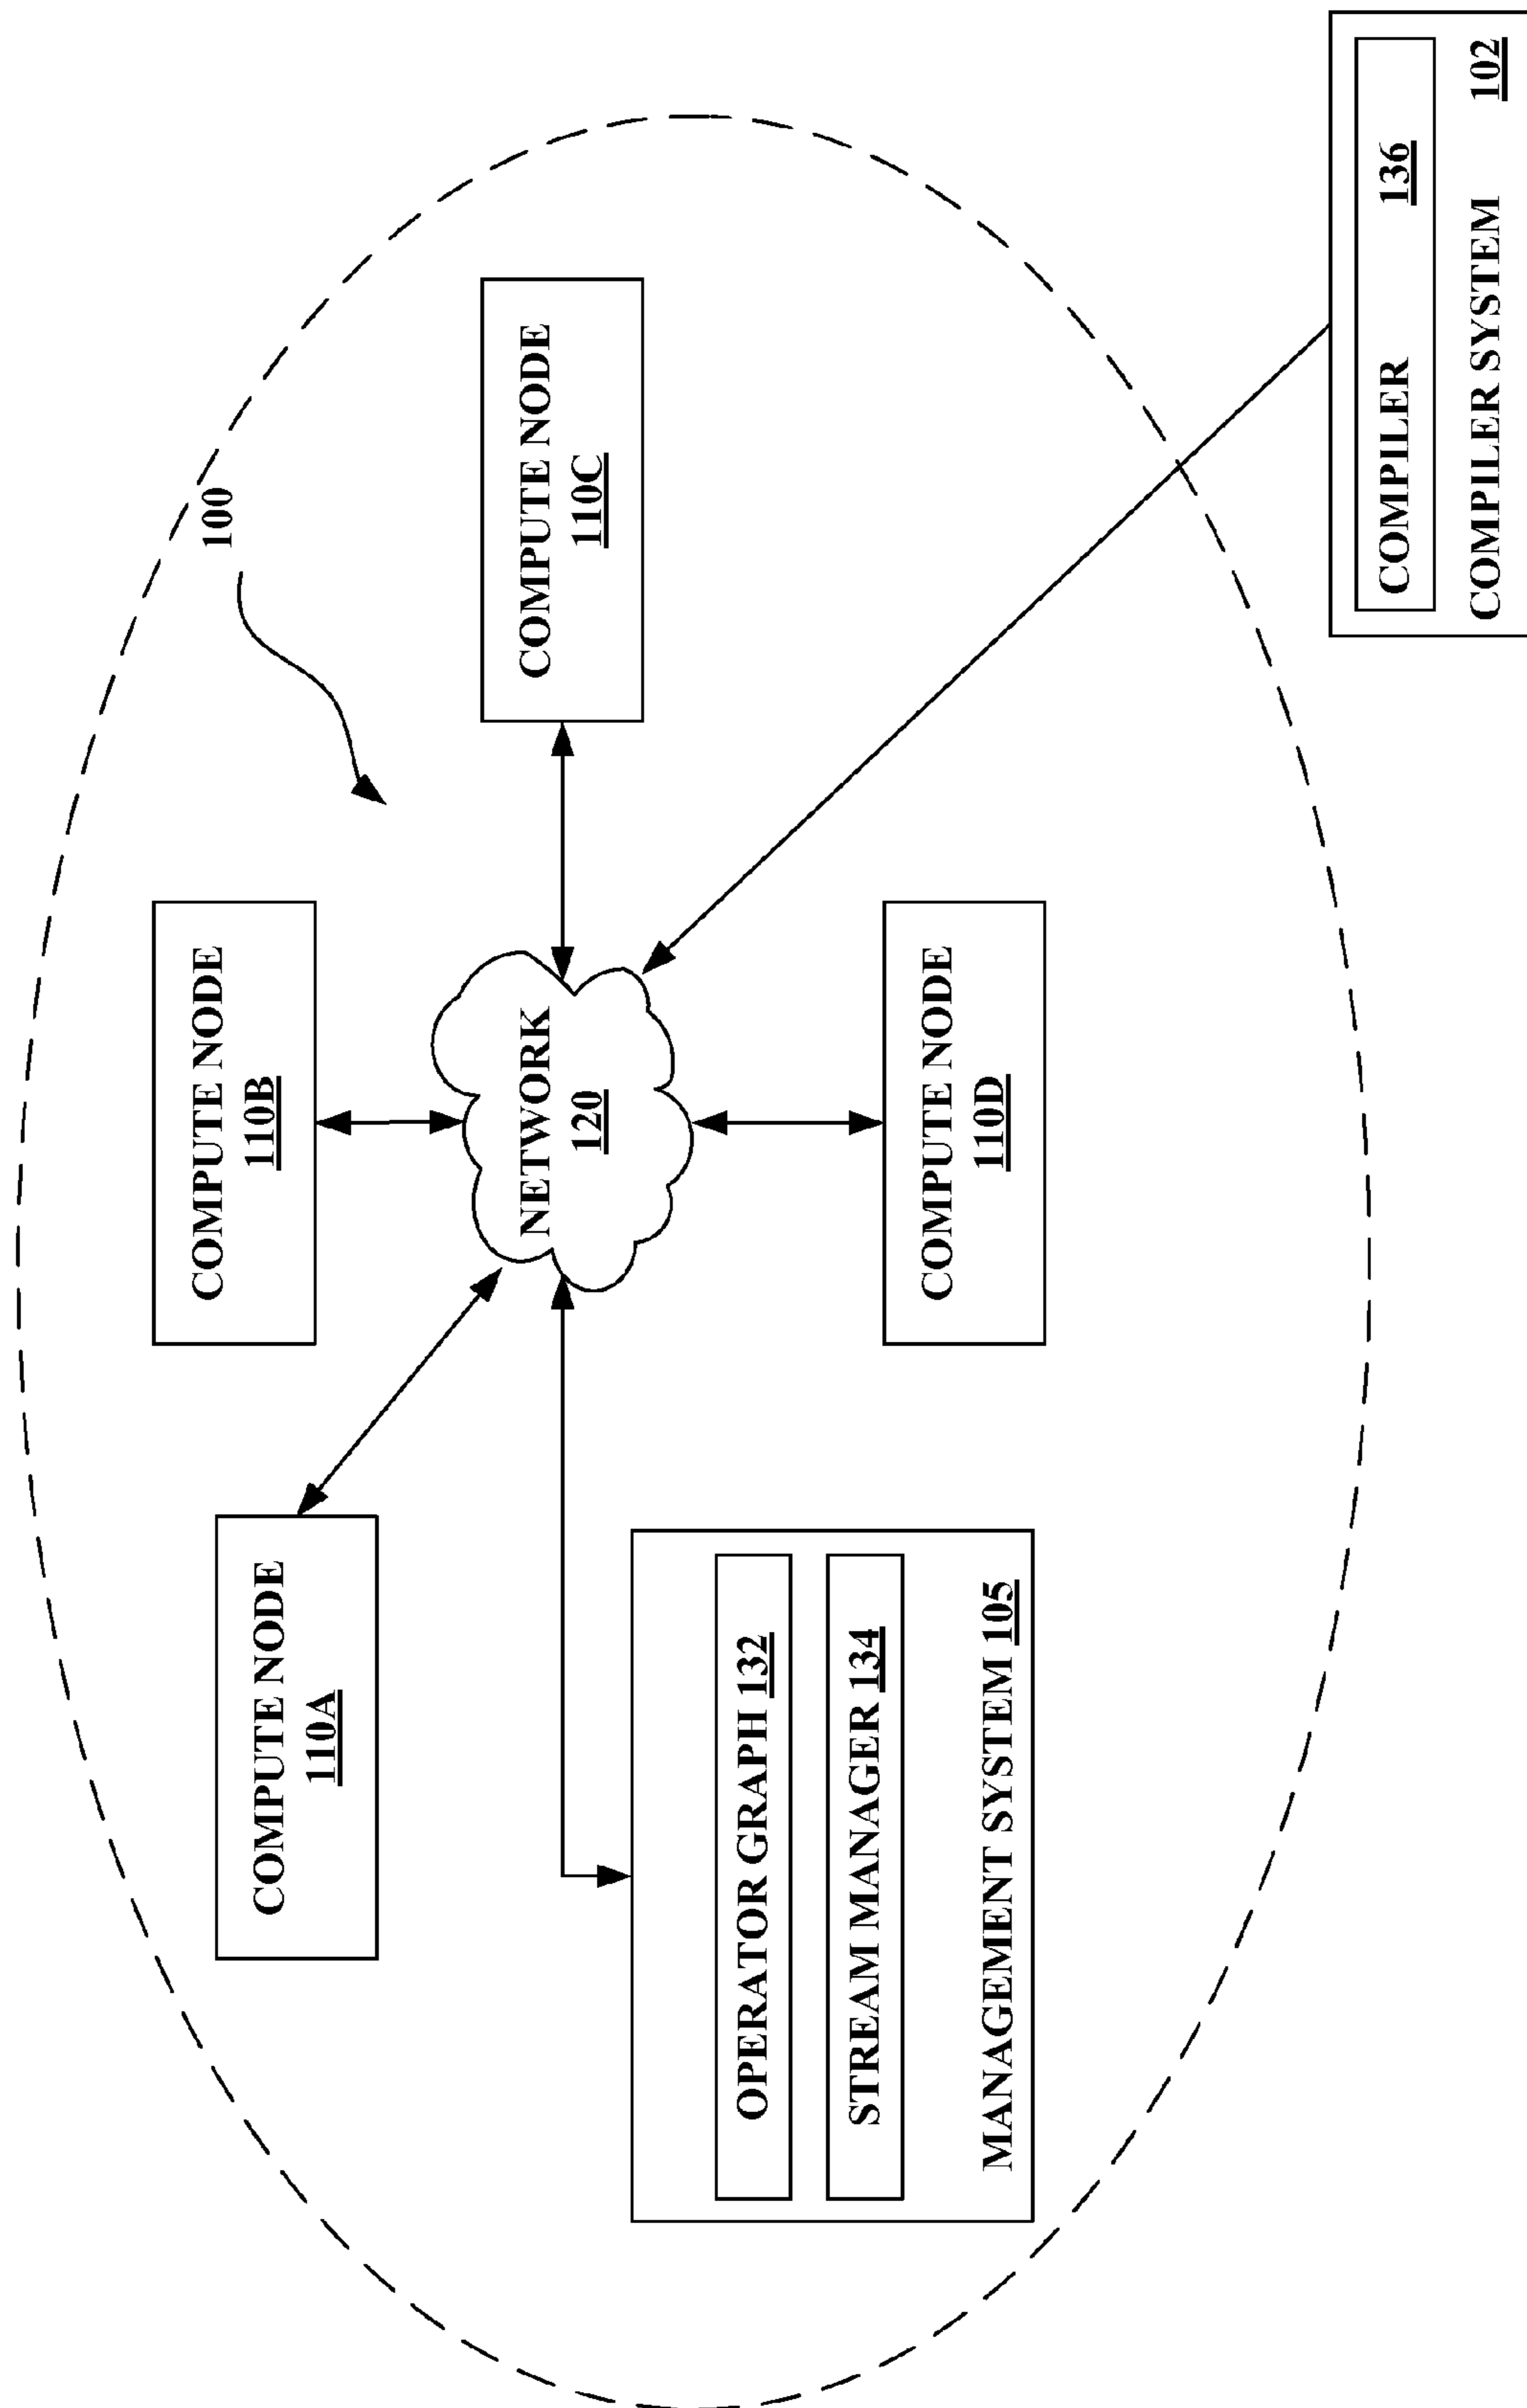 100
COMPUTE NODE
110B
COMPUTE NODE
110A
COMPUTE NODE
110C
NETWORK
120
OPERATOR GRAPH 132
STREAM MANAGER 134
MANAGEMENT SYSTEM 105
COMPUTE NODE
110D
COMPILER 136
COMPILER SYSTEM 102